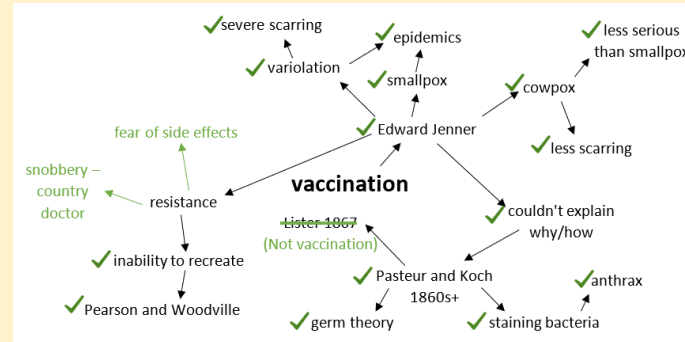 severe scarring
epidemics
less serious
than smallpox
variolation
smallpox
cowpox
Edward Jenner
fear of side effects
less scarring
vaccination
snobbery –
country
doctor
resistance
couldn't explain
why/how
Lister 1867
(Not vaccination)
inability to recreate
Pasteur and Koch
1860s+
anthrax
Pearson and Woodville
germ theory
staining bacteria